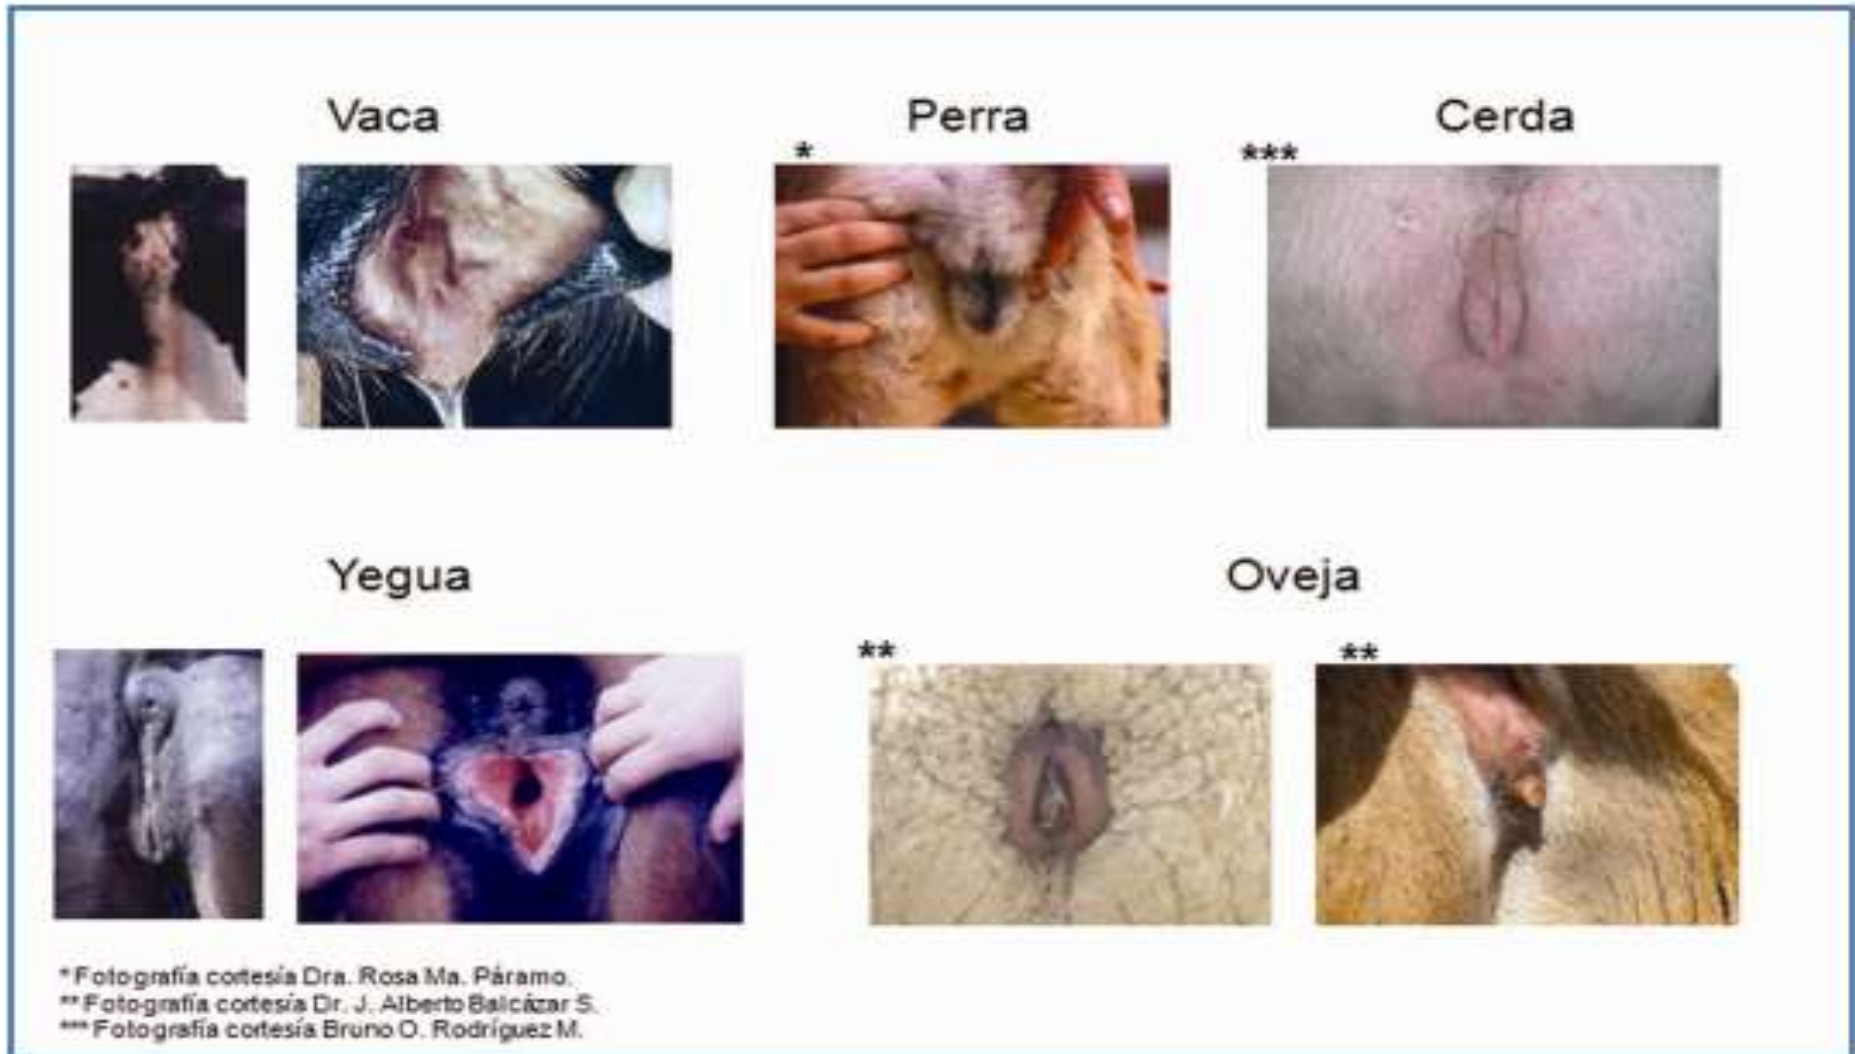 Vaca
Perra
Cerda
*
***
Yegua
Oveja
**
**
* Fotografía cortesía Dra. Rosa Ma. Páramo.
** Fotografía cortesía Dr. J. Alberto Balcázar S.
*** Fotografía cortesía Bruno O. Rodríguez M.